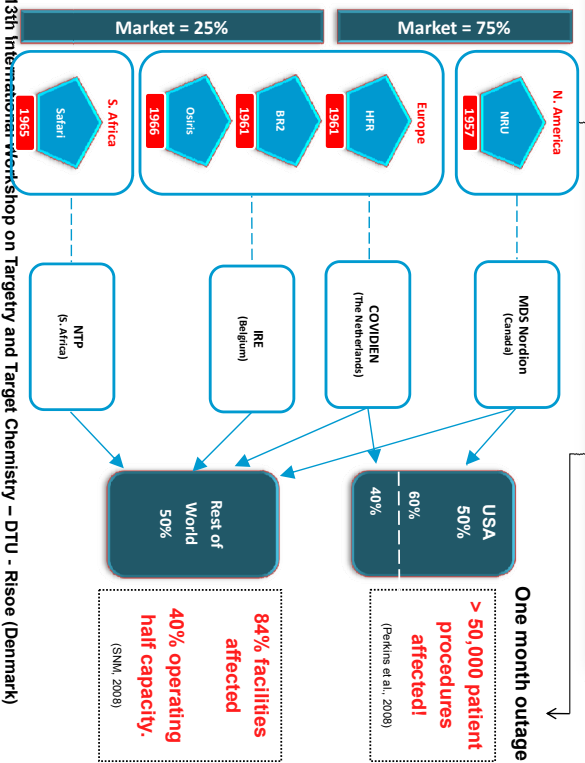 Market = 75%
Market = 25%
N. America
NRU
1957
Europe
HFR
1961
BR2
1961
Osiris
1966
S. Africa
Safari
1965
MDS Nordion
(Canada)
COVIDIEN
(The Netherlands)
IRE
(Belgium)
NTP
(S. Africa)
USA
50%
60%
40%
Rest of
World
50%
One month outage
> 50,000 patient
procedures
affected!
(Perkins et al., 2008)
84% facilities
affected
40% operating
half capacity.
(SNM, 2008)
13th International Workshop on Targetry and Target Chemistry – DTU - Risoe (Denmark)